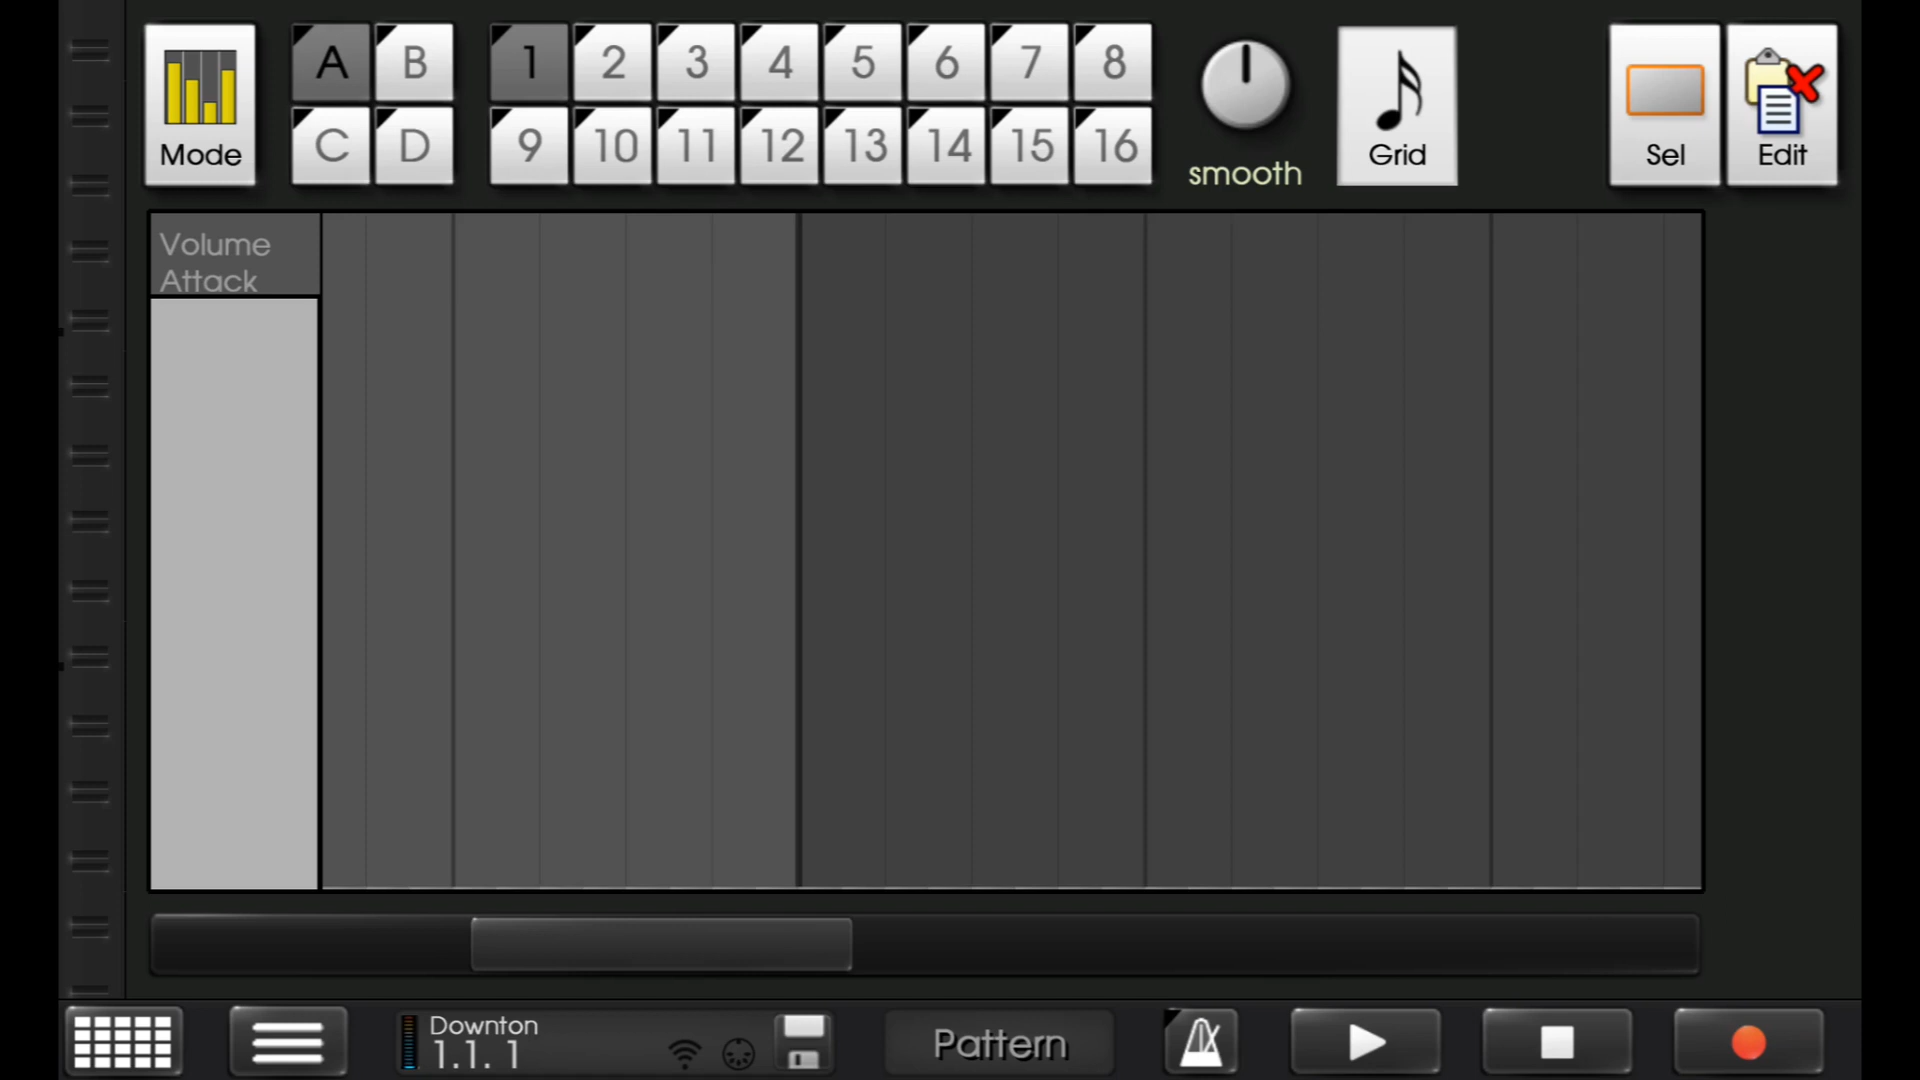 Mode
A B 1 2 3 4 5 6 7 8
C D 9 10 11 12 13 14 15 16
smooth
Grid
Sel
Edit
Volume
Attack
Downton
1.1. 1
Pattern